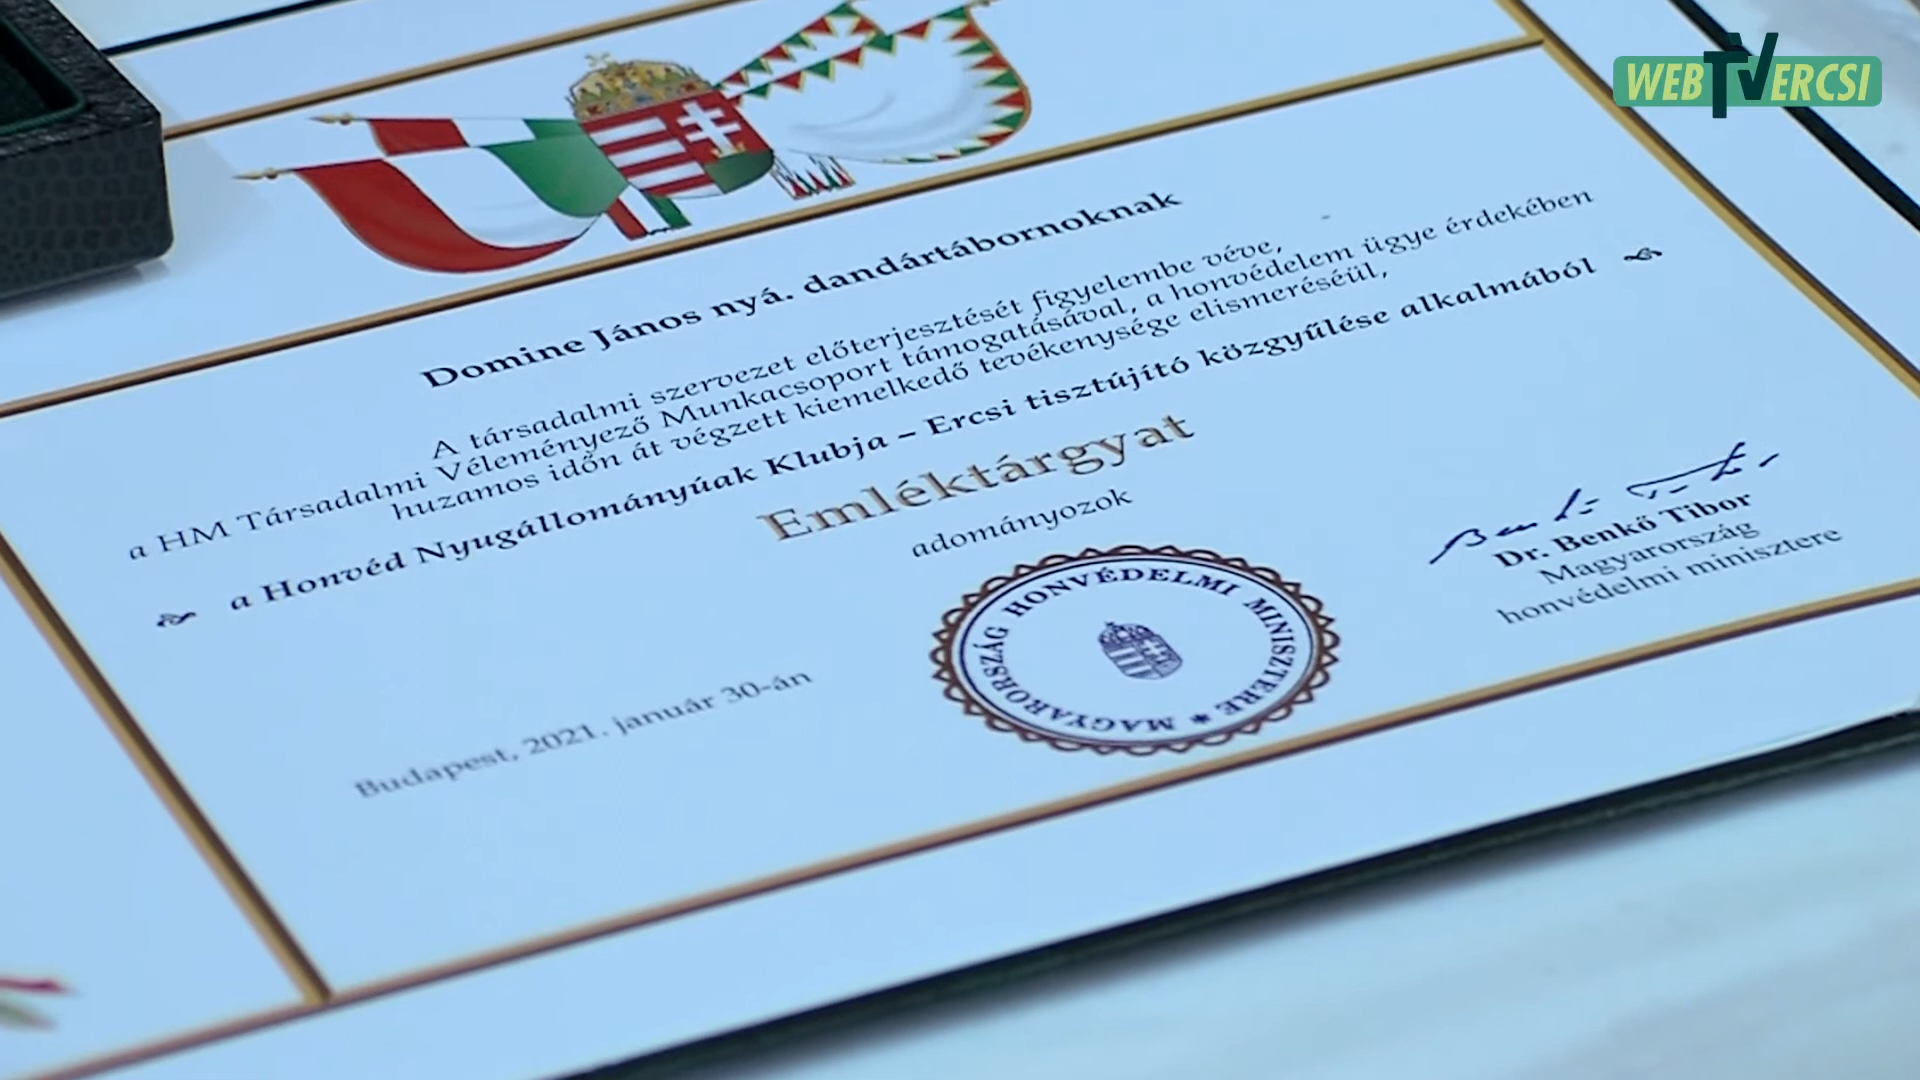 WEB TV ERCSI
Domine János nyá. dandártábornoknak
A társadalmi szervezet előterjesztését figyelembe véve,
a HM Társadalmi Véleményező Munkacsoport támogatásával, a honvédelem ügye érdekében
huzamos időn át végzett kiemelkedő tevékenysége elismeréséül,
a Honvéd Nyugállományúak Klubja – Ercsi tisztújító közgyűlése alkalmából
Emléktárgyat
adományozok
Dr. Benkő Tibor
Magyarország
honvédelmi minisztere
MAGYARORSZÁG HONVÉDELMI MINISZTERE *
Budapest, 2021. január 30-án